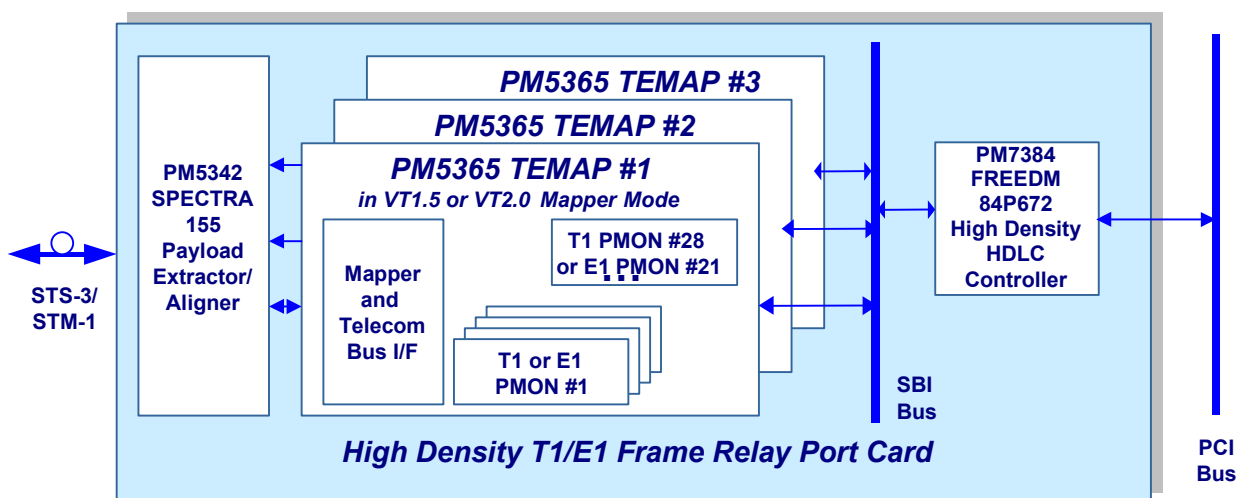 PM5342
SPECTRA
155
Payload
Extractor/
Aligner
STS-3/
STM-1
PM5365 TEMAP #3
PM5365 TEMAP #2
PM5365 TEMAP #1
in VT1.5 or VT2.0 Mapper Mode
Mapper
and
Telecom
Bus I/F
T1 PMON #28
or E1 PMON #21
...
T1 or E1
PMON #1
SBI
Bus
PM7384
FREEDM
84P672
High Density
HDLC
Controller
PCI
Bus
High Density T1/E1 Frame Relay Port Card